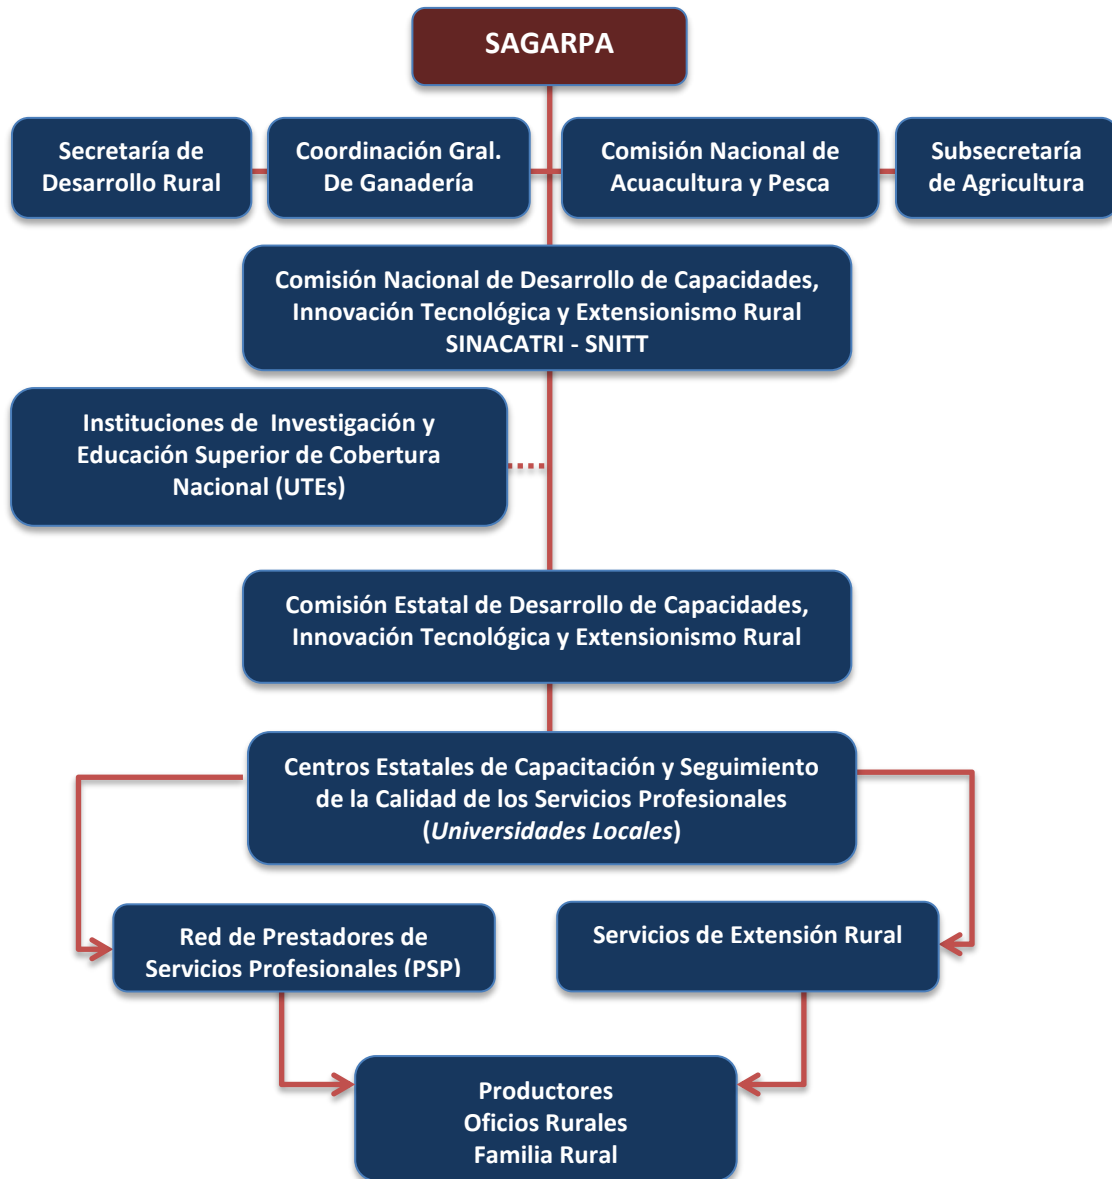 SAGARPA
Secretaría de
Desarrollo Rural
Coordinación Gral.
De Ganadería
Comisión Nacional de
Acuacultura y Pesca
Subsecretaría
de Agricultura
Comisión Nacional de Desarrollo de Capacidades,
Innovación Tecnológica y Extensionismo Rural
SINACATRI - SNITT
Instituciones de Investigación y
Educación Superior de Cobertura
Nacional (UTEs)
Comisión Estatal de Desarrollo de Capacidades,
Innovación Tecnológica y Extensionismo Rural
Centros Estatales de Capacitación y Seguimiento
de la Calidad de los Servicios Profesionales
(Universidades Locales)
Red de Prestadores de
Servicios Profesionales (PSP)
Servicios de Extensión Rural
Productores
Oficios Rurales
Familia Rural